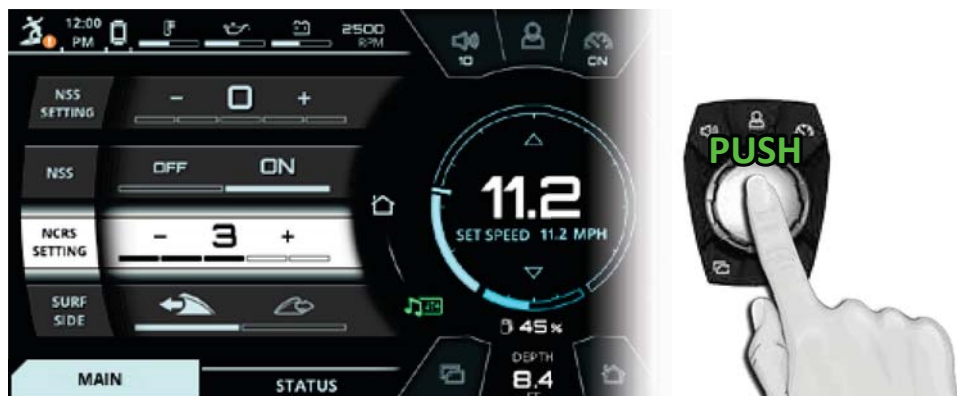 12:00
PM
2500
RPM
10
ON
NSS
SETTING
- 0 +
NSS
OFF ON
NCRS
SETTING
- 3 +
SURF
SIDE
11.2
SET SPEED 11.2 MPH
45%
DEPTH
8.4
MAIN
STATUS
PUSH